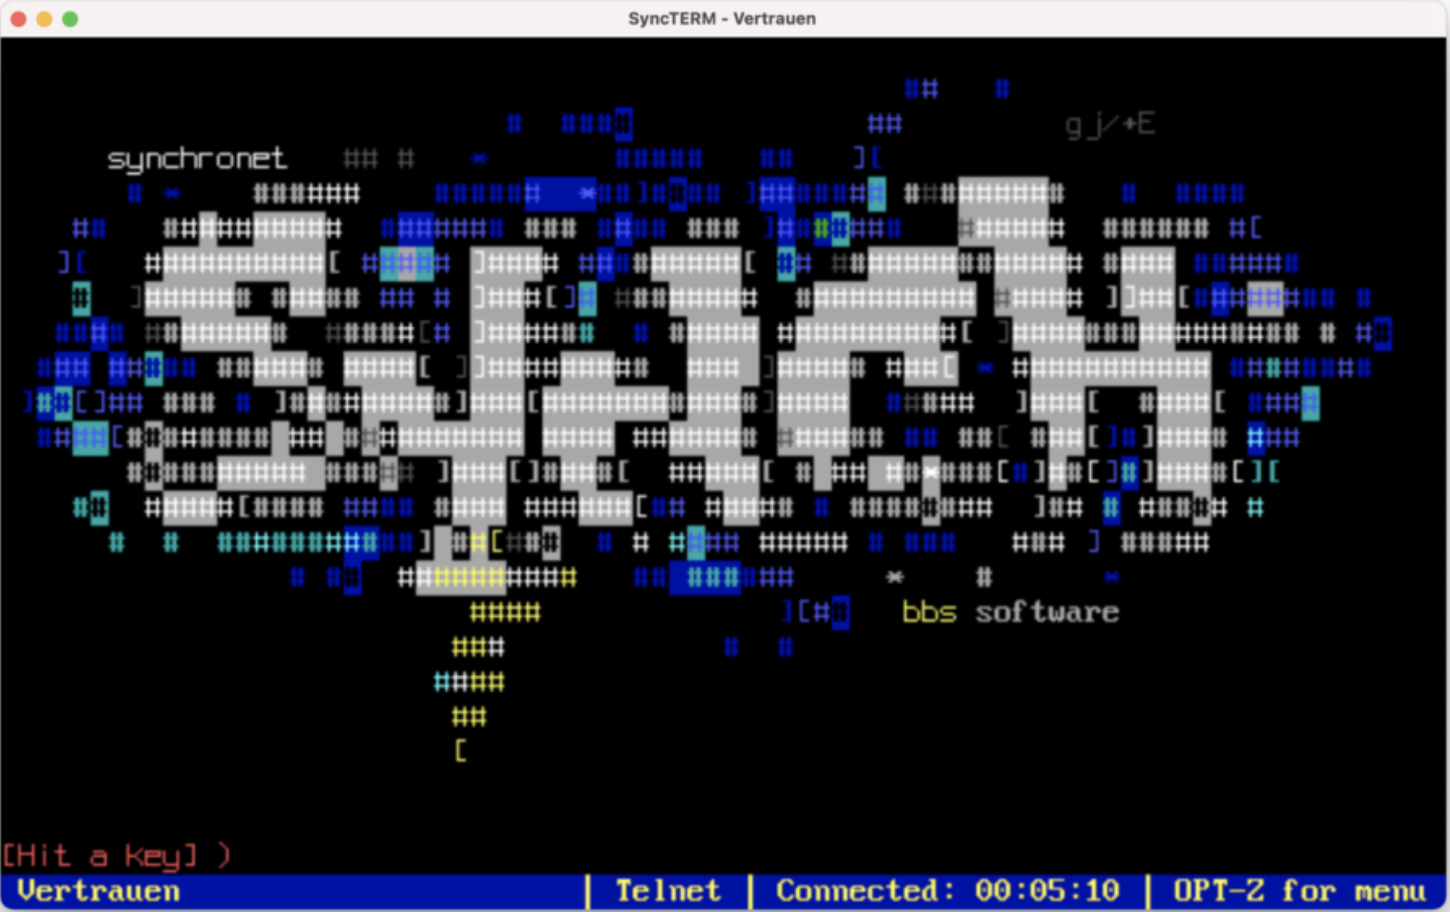 SyncTERM - Vertrauen
gj/+E
synchronet
bbs software
[Hit a key] )
Vertrauen | Telnet | Connected: 00:05:10 | OPT-Z for menu